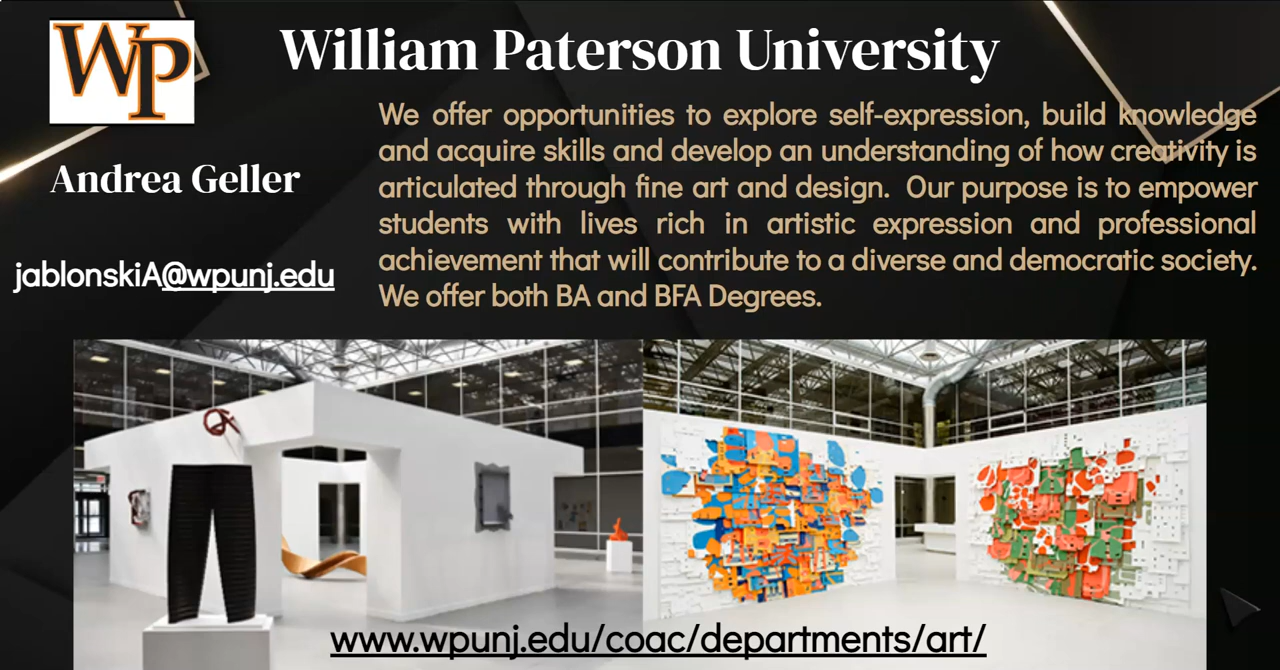 WP
William Paterson University
We offer opportunities to explore self-expression, build knowledge
and acquire skills and develop an understanding of how creativity is
articulated through fine art and design.  Our purpose is to empower
students with lives rich in artistic expression and professional
achievement that will contribute to a diverse and democratic society.
We offer both BA and BFA Degrees.
Andrea Geller
jablonskiA@wpunj.edu
www.wpunj.edu/coac/departments/art/